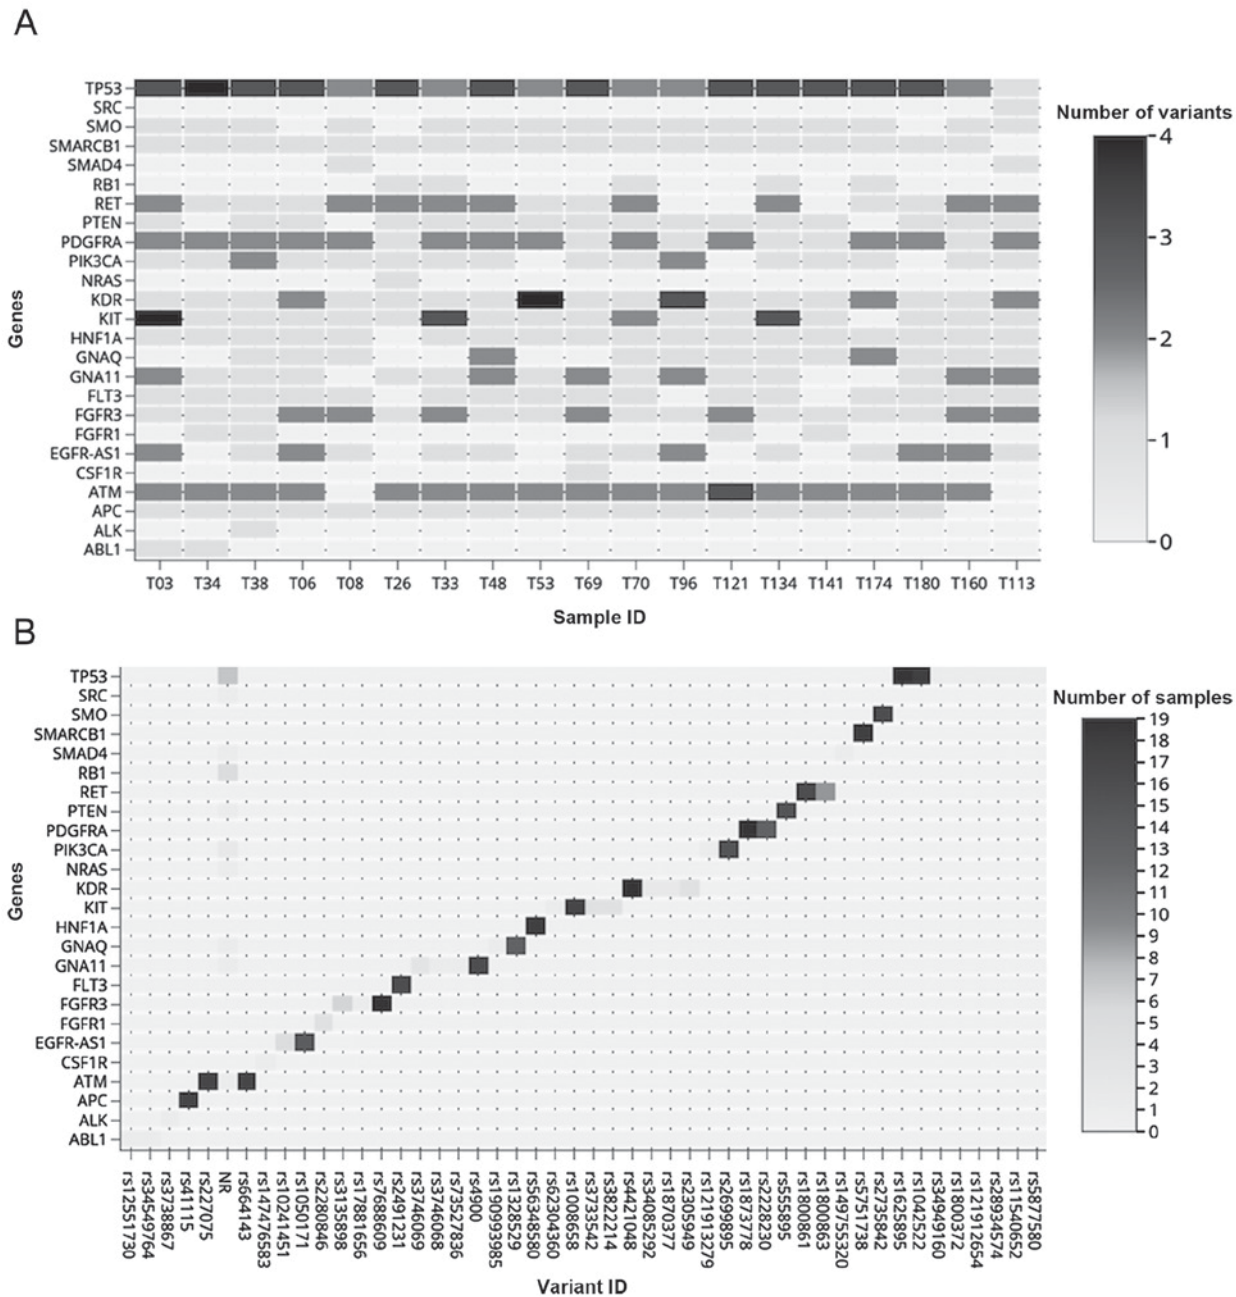 A
TP53
SRC
SMO
SMARCB1
SMAD4
RB1
RET
PTEN
PDGFRA
PIK3CA
NRAS
KDR
KIT
HNF1A
GNAQ
GNA11
FLT3
FGFR3
FGFR1
EGFR-AS1
CSF1R
ATM
APC
ALK
ABL1
Genes
T03 T34 T38 T06 T08 T26 T33 T48 T53 T69 T70 T96 T121 T134 T141 T174 T180 T160 T113
Sample ID
Number of variants
4
3
2
1
0
B
TP53
SRC
SMO
SMARCB1
SMAD4
RB1
RET
PTEN
PDGFRA
PIK3CA
NRAS
KDR
KIT
HNF1A
GNAQ
GNA11
FLT3
FGFR3
FGFR1
EGFR-AS1
CSF1R
ATM
APC
ALK
ABL1
Genes
rs12551730
rs34549764
rs3738867
rs41115
rs227075
NR
rs664143
rs147476583
rs10241451
rs1050171
rs2280846
rs3135898
rs17881656
rs7688609
rs2491231
rs3746069
rs3746068
rs73527836
rs4900
rs190993985
rs1328529
rs56348580
rs62304360
rs1008658
rs3733542
rs3822214
rs4421048
rs34085292
rs1870377
rs2305949
rs121913279
rs2699895
rs1873778
rs2228230
rs555895
rs1800861
rs1800863
rs149755320
rs5751738
rs2735842
rs1625895
rs1042522
rs34949160
rs1800372
rs121912654
rs28934574
rs11540652
rs5877580
Variant ID
Number of samples
19
18
17
16
15
14
13
12
11
10
9
8
7
6
5
4
3
2
1
0